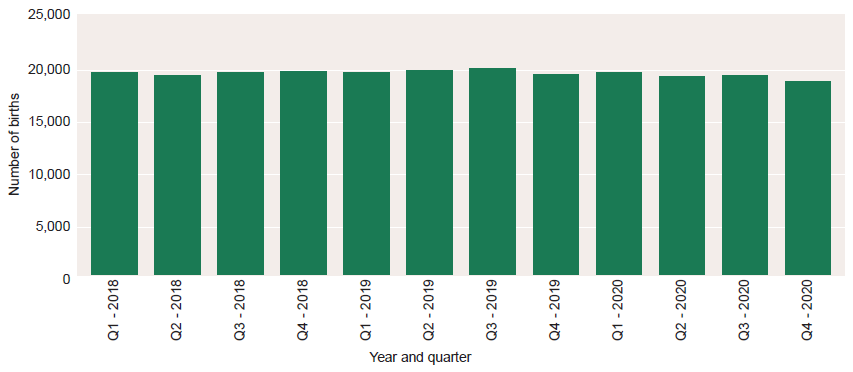 25,000
20,000
15,000
10,000
5,000
0
Number of births
Q1 - 2018
Q2 - 2018
Q3 - 2018
Q4 - 2018
Q1 - 2019
Q2 - 2019
Q3 - 2019
Q4 - 2019
Q1 - 2020
Q2 - 2020
Q3 - 2020
Q4 - 2020
Year and quarter